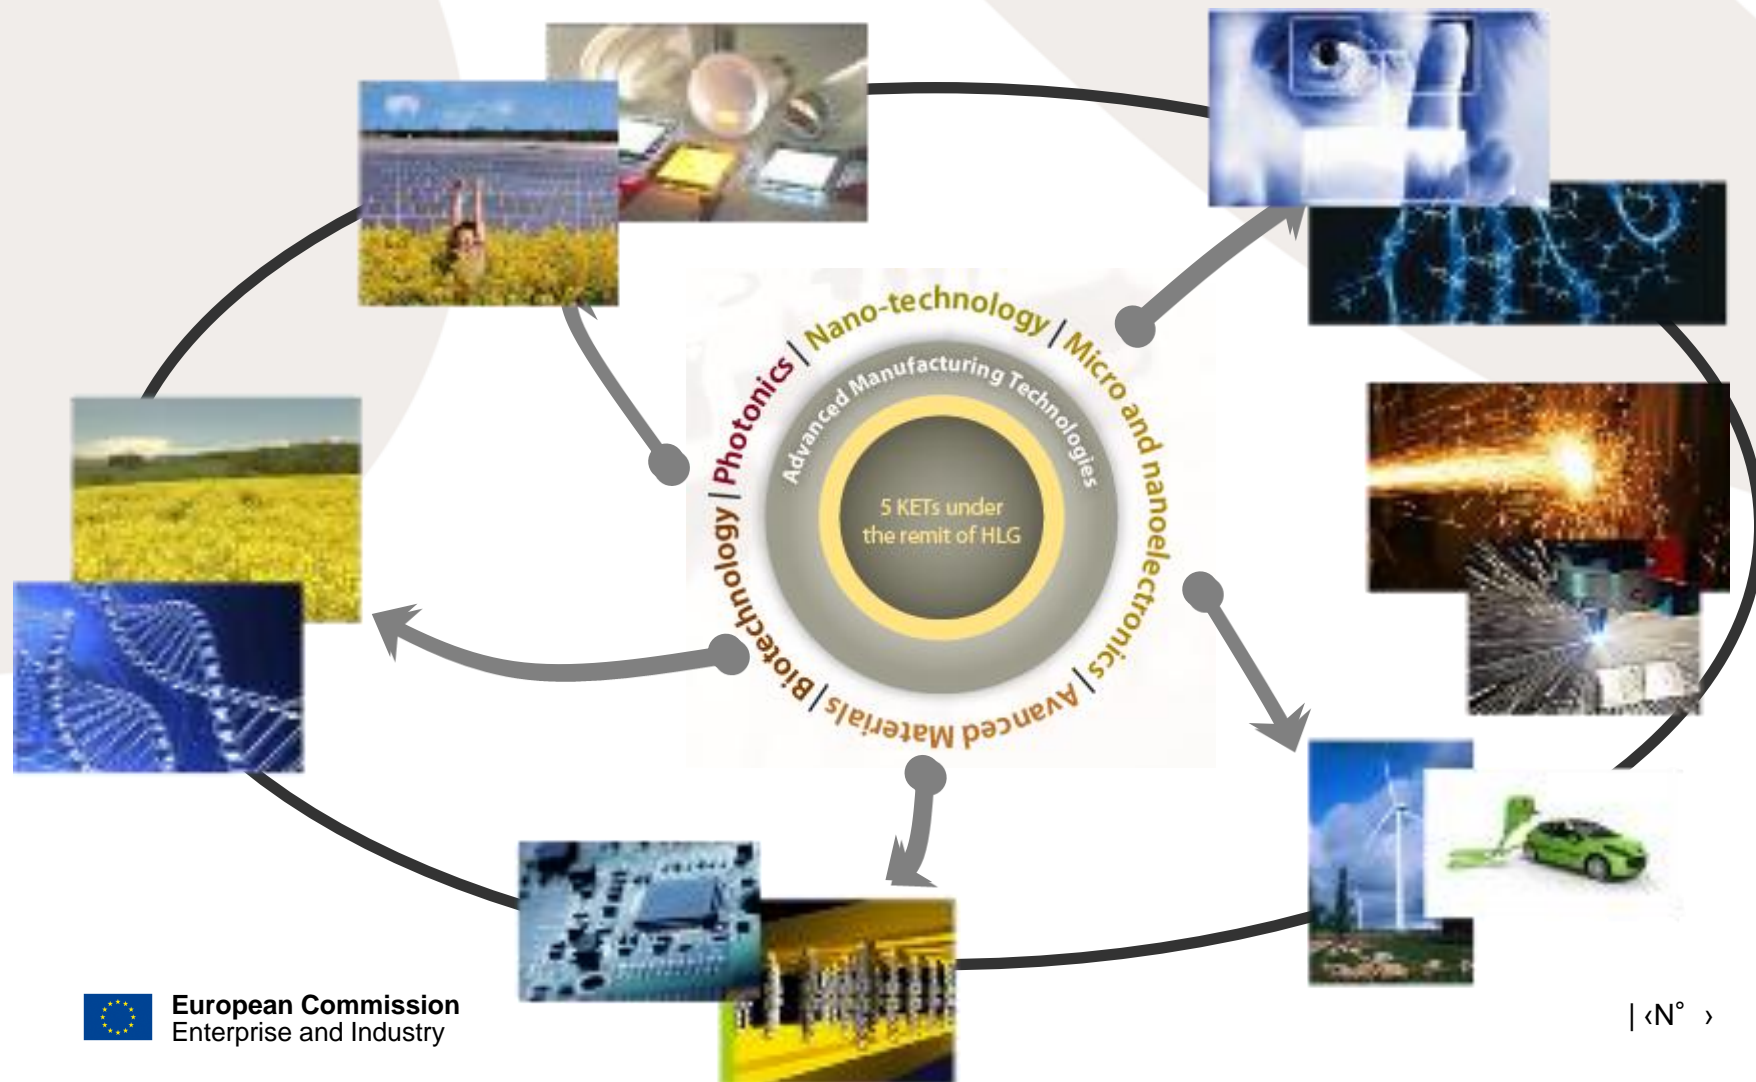 Photonics | Nano-technology | Micro and nanoelectronics | Avanced Materials | Biotechnology |
Advanced Manufacturing Technologies
5 KETs under
the remit of HLG
European Commission
Enterprise and Industry
| ‹N° ›